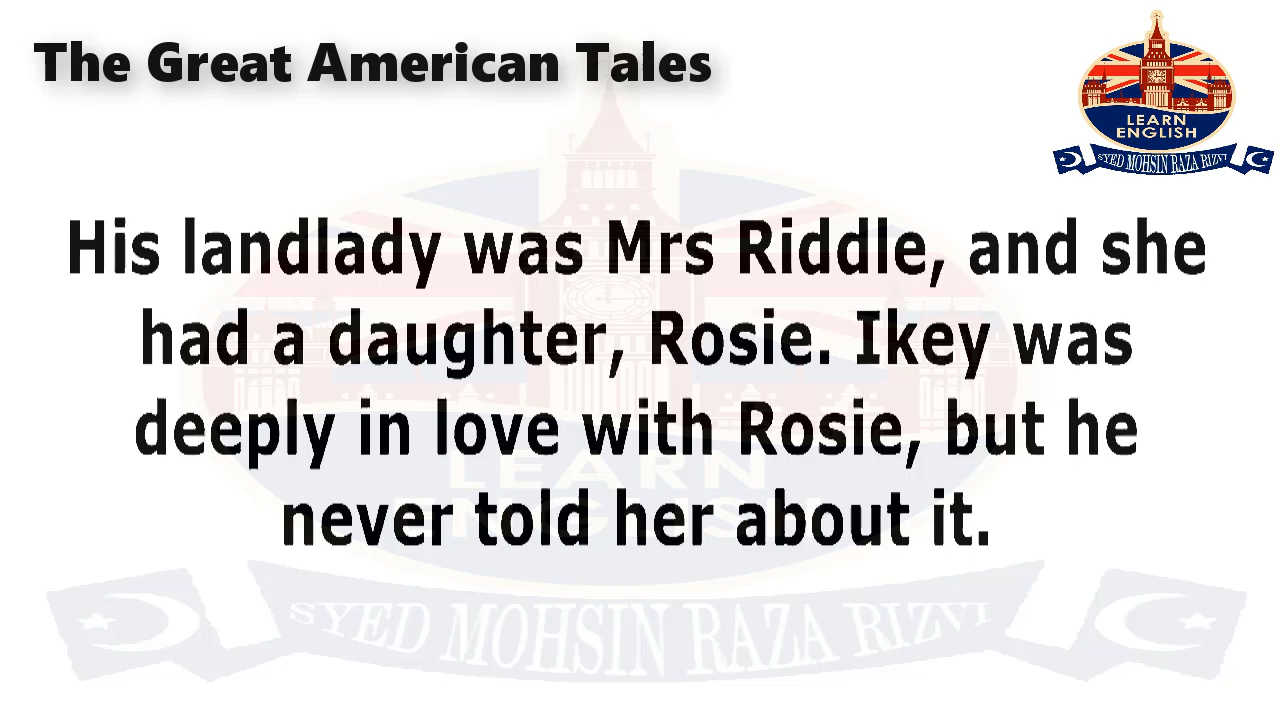 The Great American Tales
LEARN
ENGLISH
SYED MOHSIN RAZA RIZVI
His landlady was Mrs Riddle, and she
had a daughter, Rosie. Ikey was
deeply in love with Rosie, but he
never told her about it.
LEARN
ENGLISH
SYED MOHSIN RAZA RIZVI